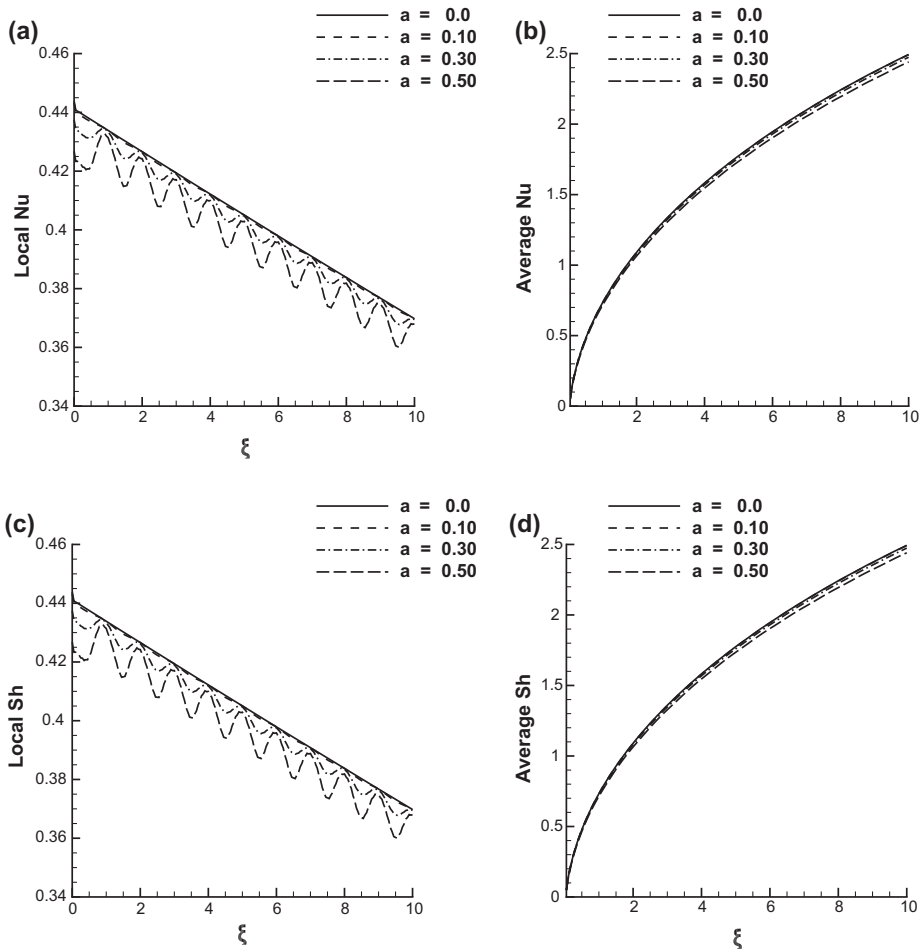 (a)
a = 0.0
a = 0.10
a = 0.30
a = 0.50
0.46
0.44
0.42
0.4
0.38
0.36
0.34
Local Nu
0 2 4 6 8 10
ξ
(b)
a = 0.0
a = 0.10
a = 0.30
a = 0.50
2.5
2
1.5
1
0.5
0
Average Nu
2 4 6 8 10
ξ
(c)
a = 0.0
a = 0.10
a = 0.30
a = 0.50
0.46
0.44
0.42
0.4
0.38
0.36
0.34
Local Sh
0 2 4 6 8 10
ξ
(d)
a = 0.0
a = 0.10
a = 0.30
a = 0.50
2.5
2
1.5
1
0.5
0
Average Sh
2 4 6 8 10
ξ